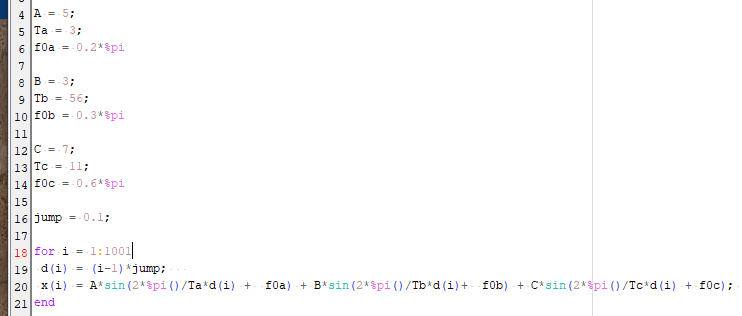 4 A = 5;
5 Ta = 3;
6 f0a = 0.2*%pi
7
8 B = 3;
9 Tb = 56;
10 f0b = 0.3*%pi
11
12 C = 7;
13 Tc = 11;
14 f0c = 0.6*%pi
15
16 jump = 0.1;
17
18 for i = 1:1001
19 d(i) = (i-1)*jump;
20 x(i) = A*sin(2*%pi()/Ta*d(i) + f0a) + B*sin(2*%pi()/Tb*d(i)+ f0b) + C*sin(2*%pi()/Tc*d(i) + f0c);
21 end